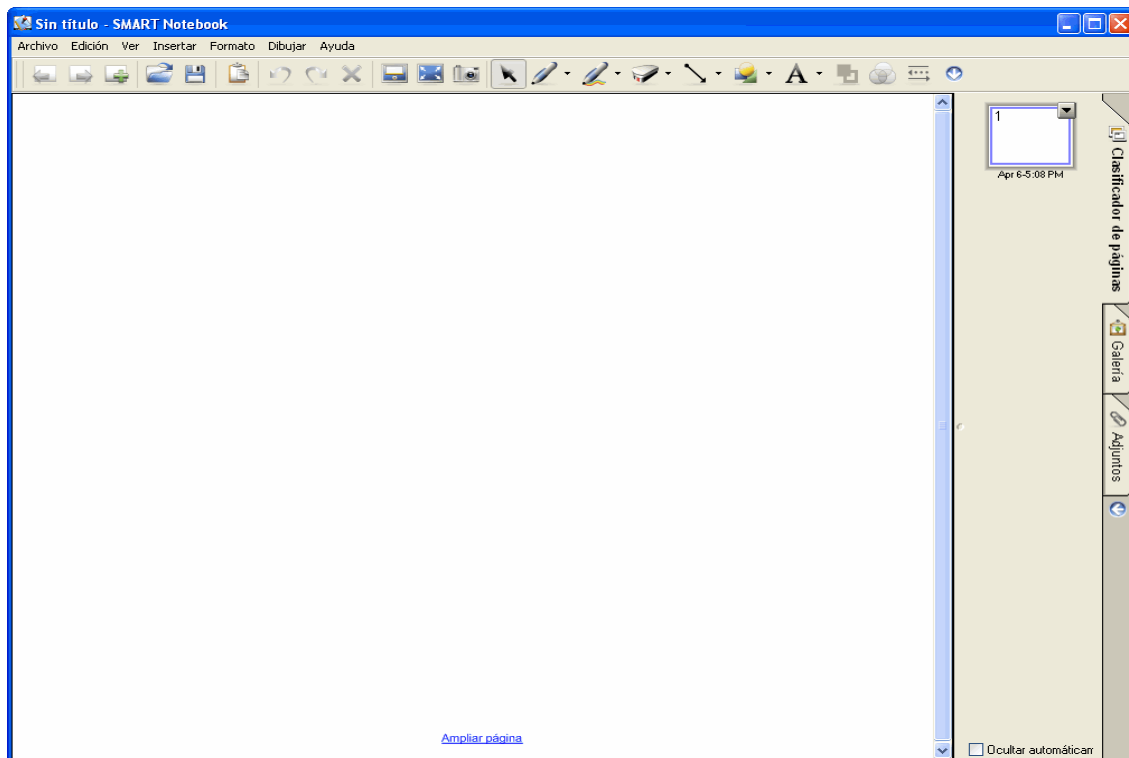 Sin título - SMART Notebook
Archivo Edición Ver Insertar Formato Dibujar Ayuda
A
1
Apr 6-5:08 PM
Clasificador de páginas
Galería
Adjuntos
Ampliar página
Ocultar automáticam